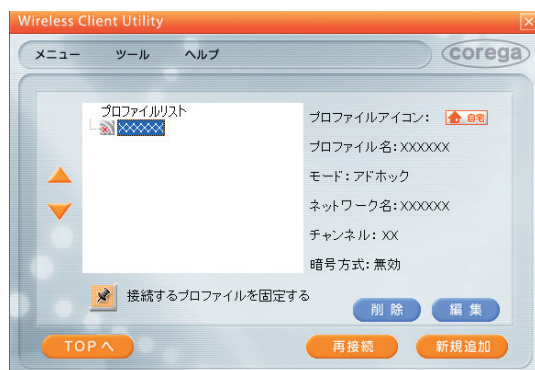 Wireless Client Utility
メニュー ツール ヘルプ
corega
プロファイルリスト
XXXXXX
プロファイルアイコン: 自宅
プロファイル名:XXXXXX
モード:アドホック
ネットワーク名:XXXXXX
チャンネル:XX
暗号方式:無効
接続するプロファイルを固定する
削除 編集
TOPへ 再接続 新規追加